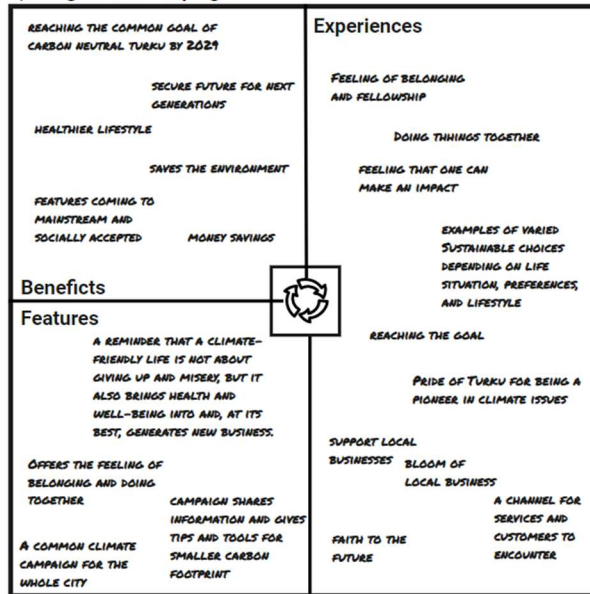 REACHING THE COMMON GOAL OF
CARBON NEUTRAL TURKU BY 2029
SECURE FUTURE FOR NEXT
GENERATIONS
HEALTHIER LIFESTYLE
SAVES THE ENVIRONMENT
FEATURES COMING TO
MAINSTREAM AND
SOCIALLY ACCEPTED
MONEY SAVINGS
Beneficts
Experiences
FEELING OF BELONGING
AND FELLOWSHIP
DOING THHINGS TOGETHER
FEELING THAT ONE CAN
MAKE AN IMPACT
EXAMPLES OF VARIED
SUSTAINABLE CHOICES
DEPENDING ON LIFE
SITUATION, PREFERENCES,
AND LIFESTYLE
REACHING THE GOAL
PRIDE OF TURKU FOR BEING A
PIONEER IN CLIMATE ISSUES
SUPPORT LOCAL
BUSINESSES
BLOOM OF
LOCAL BUSINESS
A CHANNEL FOR
SERVICES AND
CUSTOMERS TO
ENCOUNTER
FAITH TO THE
FUTURE
Features
A REMINDER THAT A CLIMATE-
FRIENDLY LIFE IS NOT ABOUT
GIVING UP AND MISERY, BUT IT
ALSO BRINGS HEALTH AND
WELL-BEING INTO AND, AT ITS
BEST, GENERATES NEW BUSINESS.
OFFERS THE FEELING OF
BELONGING AND DOING
TOGETHER
CAMPAIGN SHARES
INFORMATION AND GIVES
TIPS AND TOOLS FOR
SMALLER CARBON
FOOTPRINT
A COMMON CLIMATE
CAMPAIGN FOR THE
WHOLE CITY